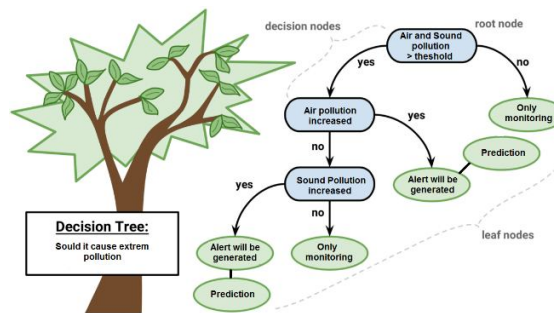 decision nodes
root node
Air and Sound
pollution
> theshold
yes
no
Air pollution
increased
yes
Only
monitoring
no
Prediction
Sound Pollution
increased
Alert will be
generated
yes
no
Decision Tree:
Sould it cause extrem
pollution
Alert will be
generated
Only
monitoring
leaf nodes
Prediction